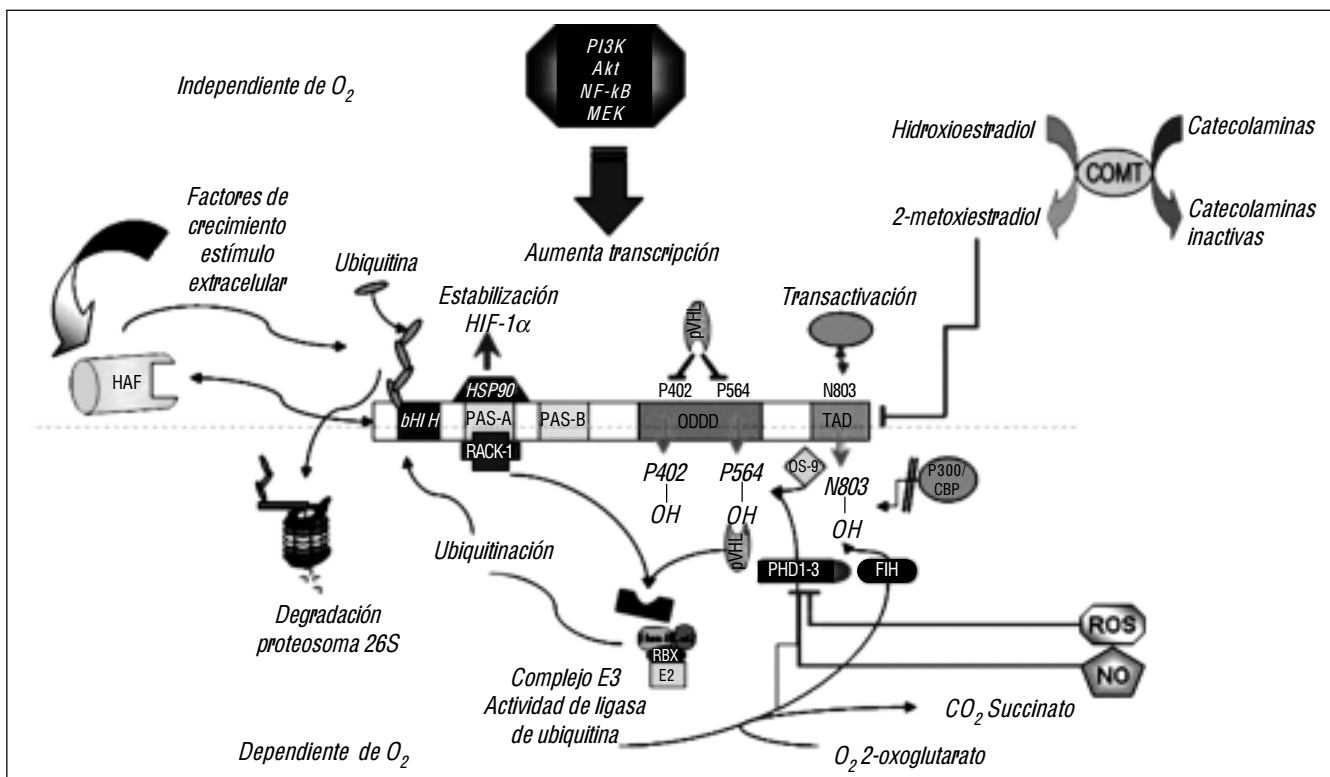 PI3K
Akt
NF-kB
MEK
Independiente de O2
Hidroxioestradiol
Catecolaminas
COMT
2-metoxiestradiol
Catecolaminas
inactivas
Factores de
crecimiento
estímulo
extracelular
Aumenta transcripción
Ubiquitina
Estabilización
HIF-1α
Transactivación
pVHL
HAF
HSP90
P402
P564
N803
bHl H
PAS-A
PAS-B
ODDD
TAD
RACK-1
OS-9
P402
OH
P564
OH
N803
OH
P300/
CBP
pVHL
Ubiquitinación
PHD1-3
FIH
Degradación
proteosoma 26S
RBX
E2
ROS
NO
Complejo E3
Actividad de ligasa
de ubiquitina
CO2 Succinato
Dependiente de O2
O2 2-oxoglutarato